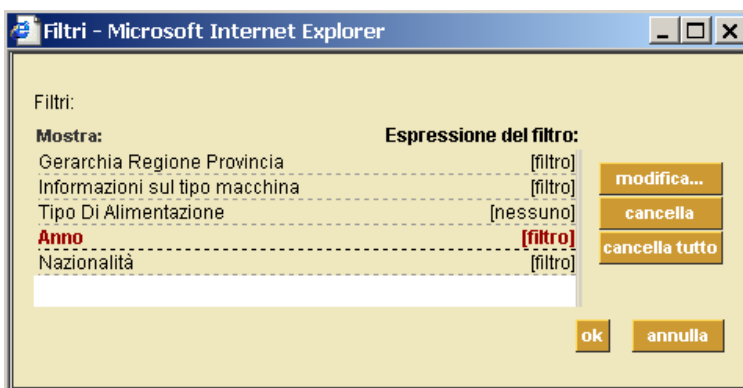 Filtri - Microsoft Internet Explorer
Filtri:
Mostra: Espressione del filtro:
Gerarchia Regione Provincia [filtro]
Informazioni sul tipo macchina [filtro]
Tipo Di Alimentazione [nessuno]
Anno [filtro]
Nazionalità [filtro]
modifica...
cancella
cancella tutto
ok annulla